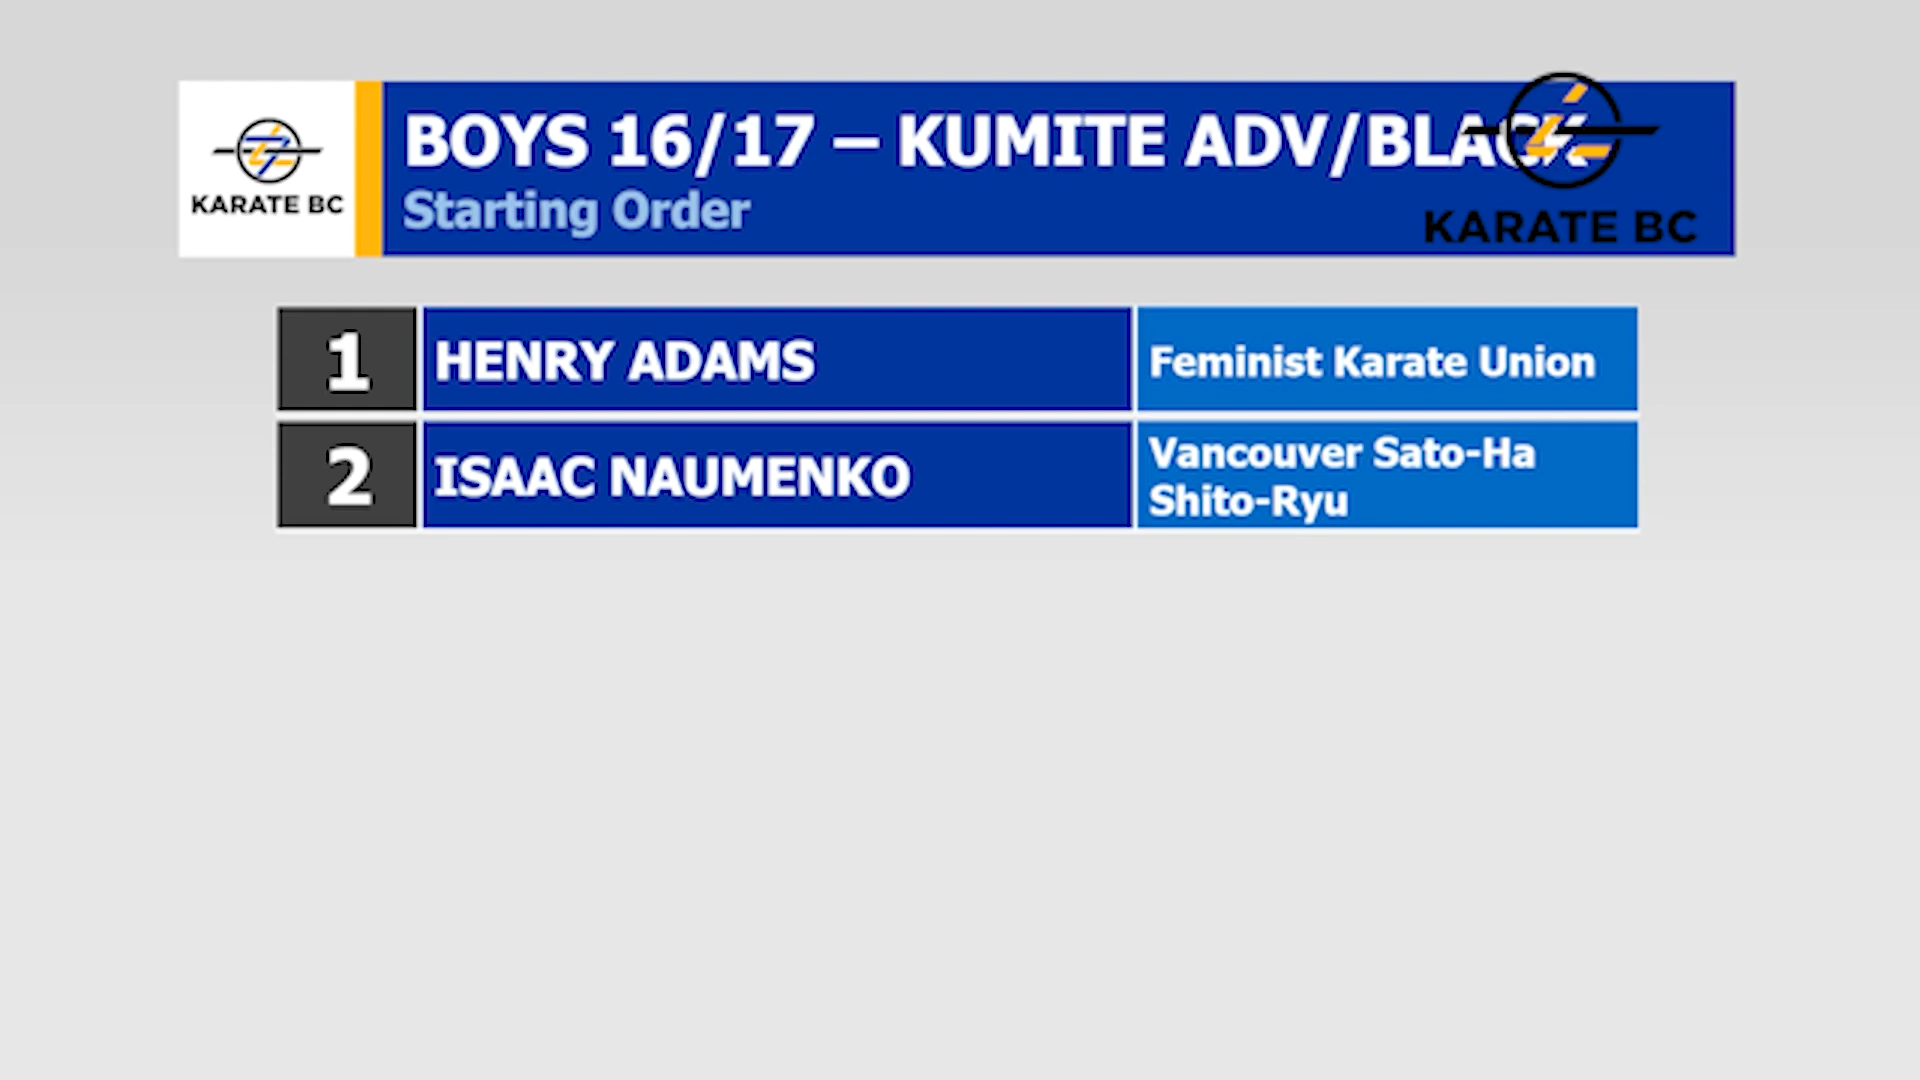 KARATE BC
BOYS 16/17 – KUMITE ADV/BLACK
Starting Order
KARATE BC
1 HENRY ADAMS Feminist Karate Union
2 ISAAC NAUMENKO Vancouver Sato-Ha
Shito-Ryu